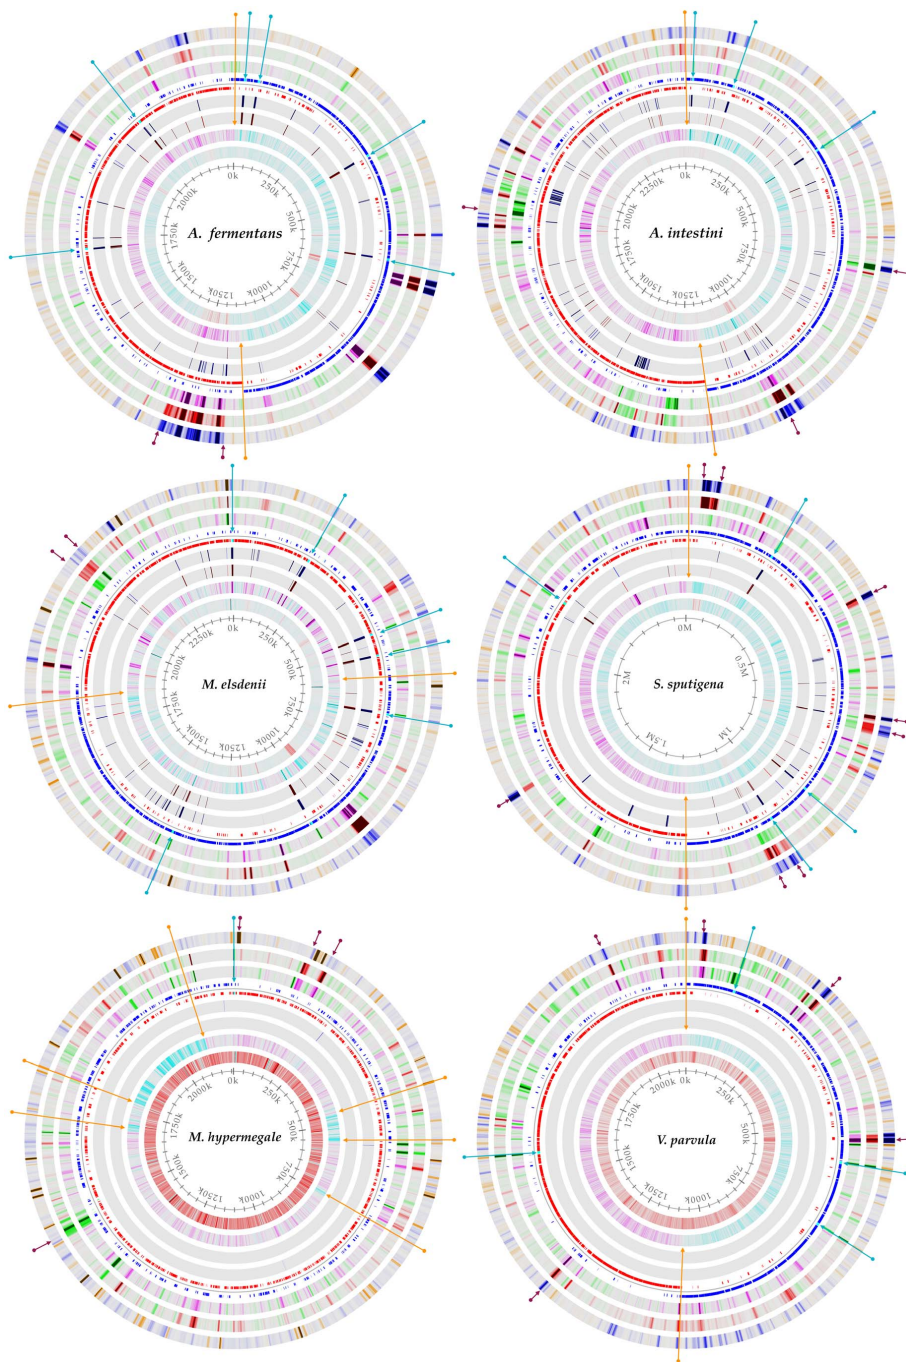 0k
250k
500k
750k
1000k
1250k
1500k
1750k
2000k
A. fermentans
0k
250k
500k
750k
1000k
1250k
1500k
1750k
2000k
2250k
A. intestini
0k
250k
500k
750k
1000k
1250k
1500k
1750k
2000k
2250k
M. elsdenii
0M
0.5M
1M
1.5M
2M
S. sputigena
0k
250k
500k
750k
1000k
1250k
1500k
1750k
2000k
M. hypermegale
0k
250k
500k
750k
1000k
1250k
1500k
1750k
2000k
V. parvula